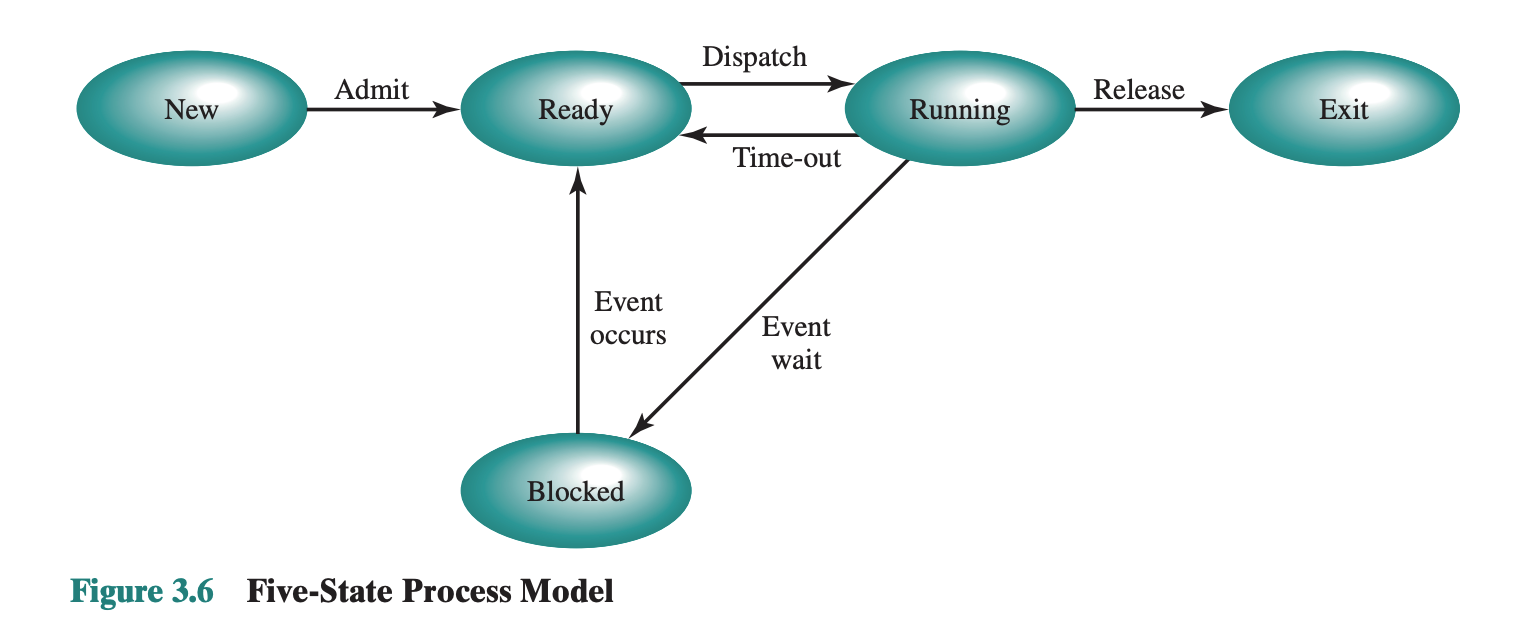 Dispatch
New
Admit
Ready
Running
Release
Exit
Time-out
Event
occurs
Event
wait
Blocked
Figure 3.6 Five-State Process Model